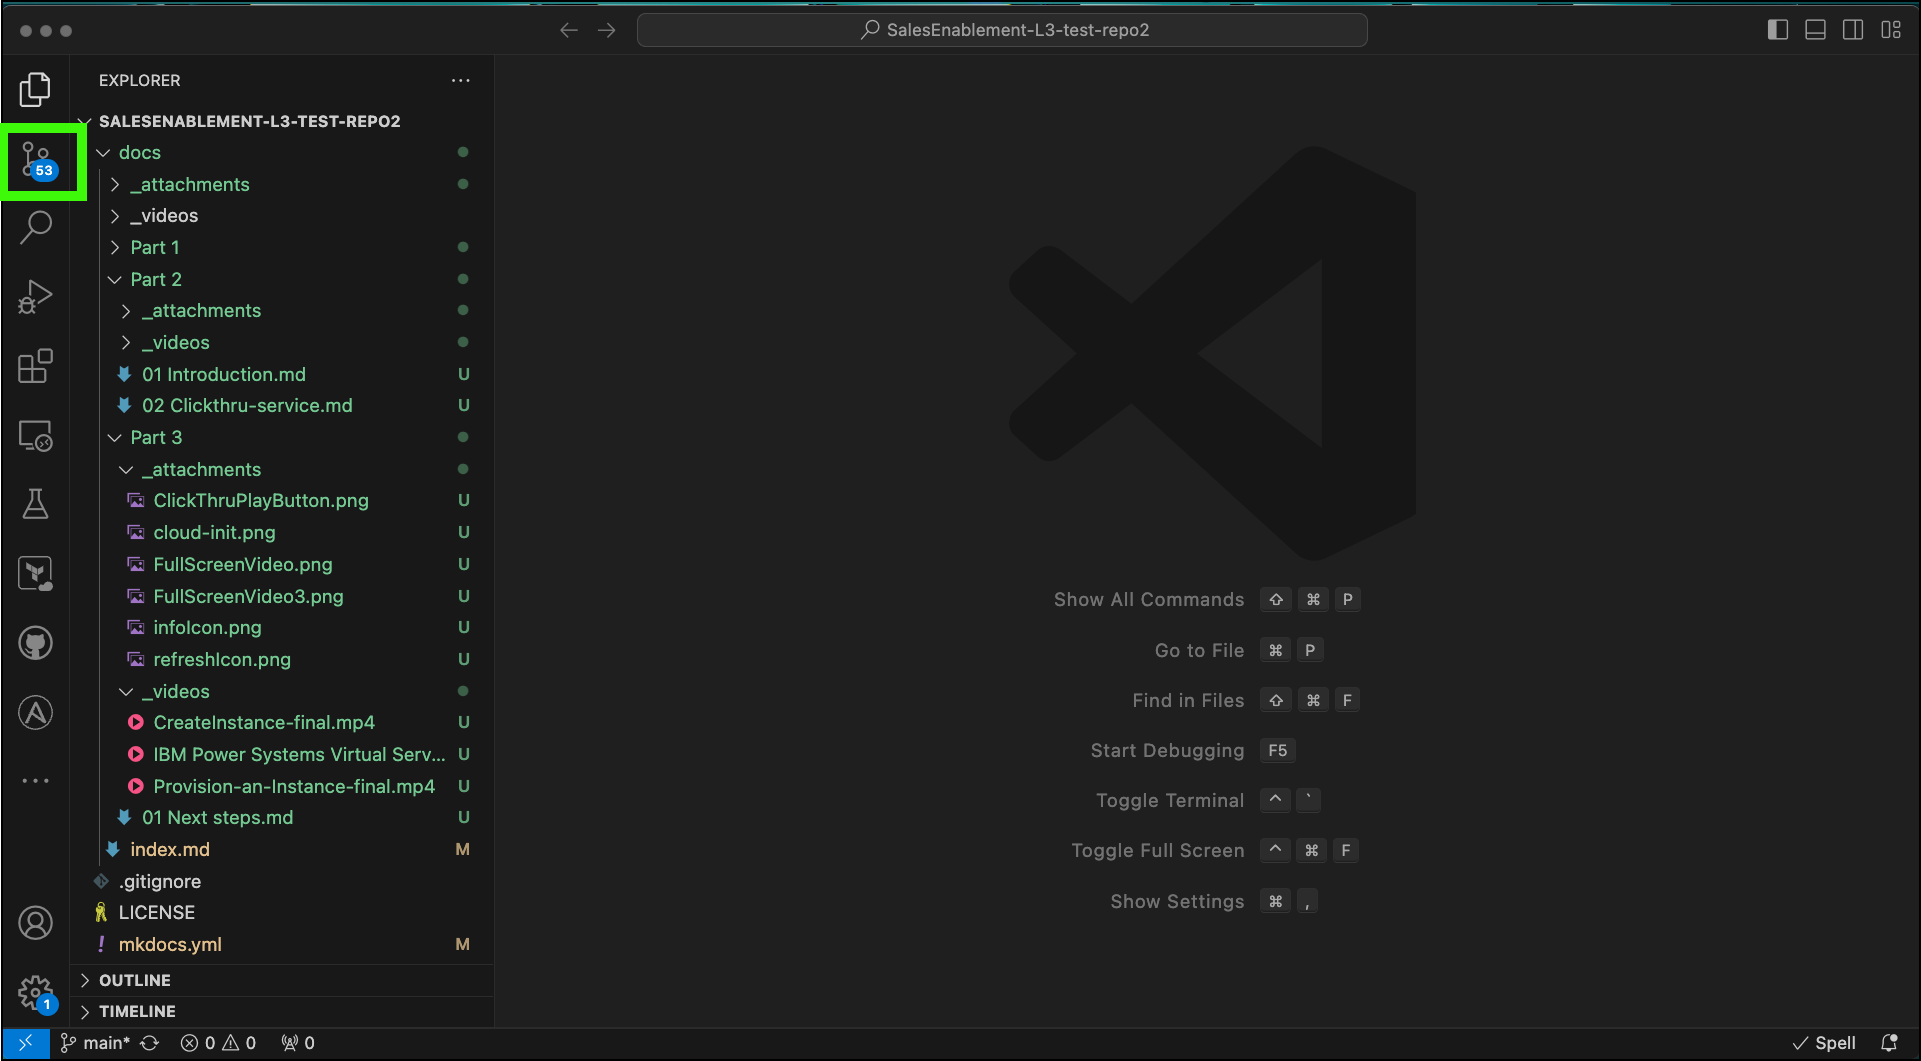 SalesEnablement-L3-test-repo2
EXPLORER
SALESENABLEMENT-L3-TEST-REPO2
docs
_attachments
_videos
Part 1
Part 2
_attachments
_videos
01 Introduction.md U
02 Clickthru-service.md U
Part 3
_attachments
ClickThruPlayButton.png U
cloud-init.png U
FullScreenVideo.png U
FullScreenVideo3.png U
infoIcon.png U
refreshIcon.png U
_videos
CreateInstance-final.mp4 U
IBM Power Systems Virtual Serv... U
Provision-an-Instance-final.mp4 U
01 Next steps.md U
index.md M
.gitignore
LICENSE
! mkdocs.yml M
OUTLINE
TIMELINE
53
1
Show All Commands ⇧ ⌘ P
Go to File ⌘ P
Find in Files ⇧ ⌘ F
Start Debugging F5
Toggle Terminal ^ `
Toggle Full Screen ^ ⌘ F
Show Settings ⌘ ,
main* 0 0 0
Spell